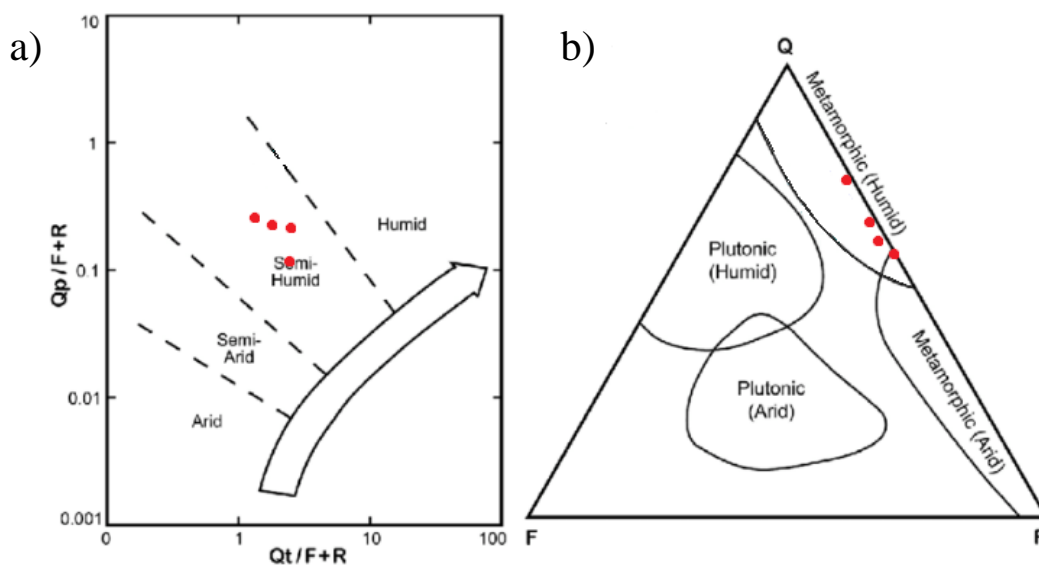 a)
10
1
0.1
0.01
0.001
Qp/F+R
Humid
Semi-
Humid
Semi-
Arid
Arid
0
1
10
100
Qt/F+R
b)
Q
Metamorphic (Humid)
Plutonic
(Humid)
Plutonic
(Arid)
Metamorphic (Arid)
F